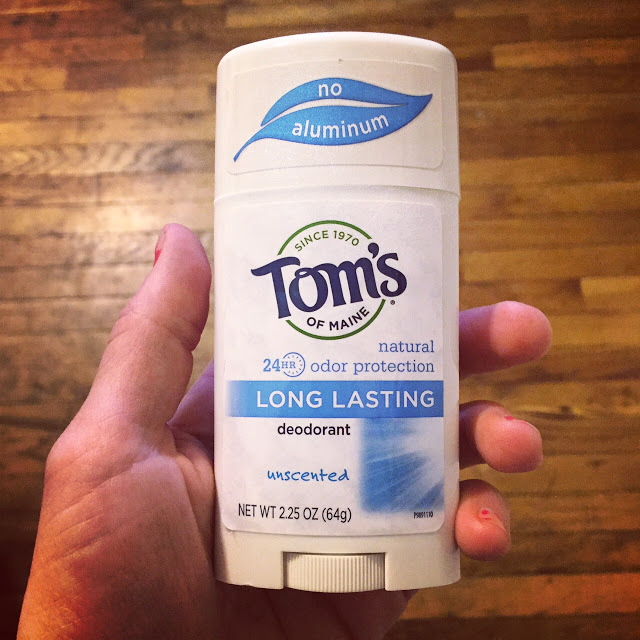 no
aluminum
SINCE 1970
Tom's®
OF MAINE
natural
24HR odor protection
LONG LASTING
deodorant
unscented
NET WT 2.25 OZ (64g)